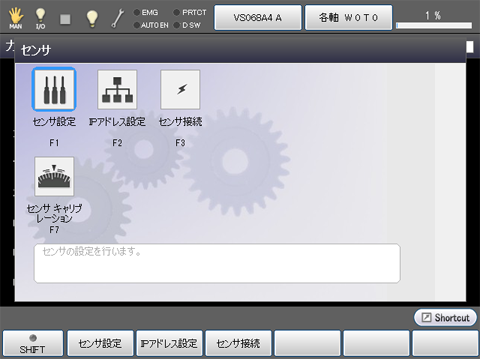 EMG PRTCT
MAN I/O AUTO EN D SW
VS068A4 A
各軸 W0T0
1 %
センサ
センサ設定
F1
IPアドレス設定
F2
センサ接続
F3
センサ キャリブ
レーション
F7
センサの設定を行います。
Shortcut
SHIFT
センサ設定
IPアドレス設定
センサ接続